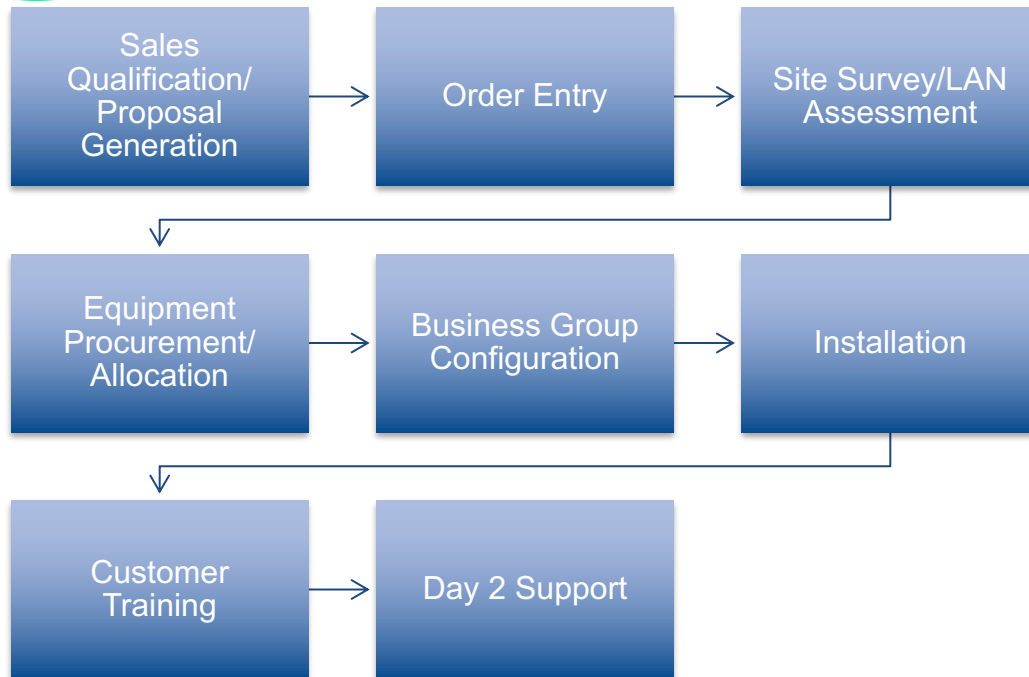 Sales
Qualification/
Proposal
Generation
Order Entry
Site Survey/LAN
Assessment
Equipment
Procurement/
Allocation
Business Group
Configuration
Installation
Customer
Training
Day 2 Support